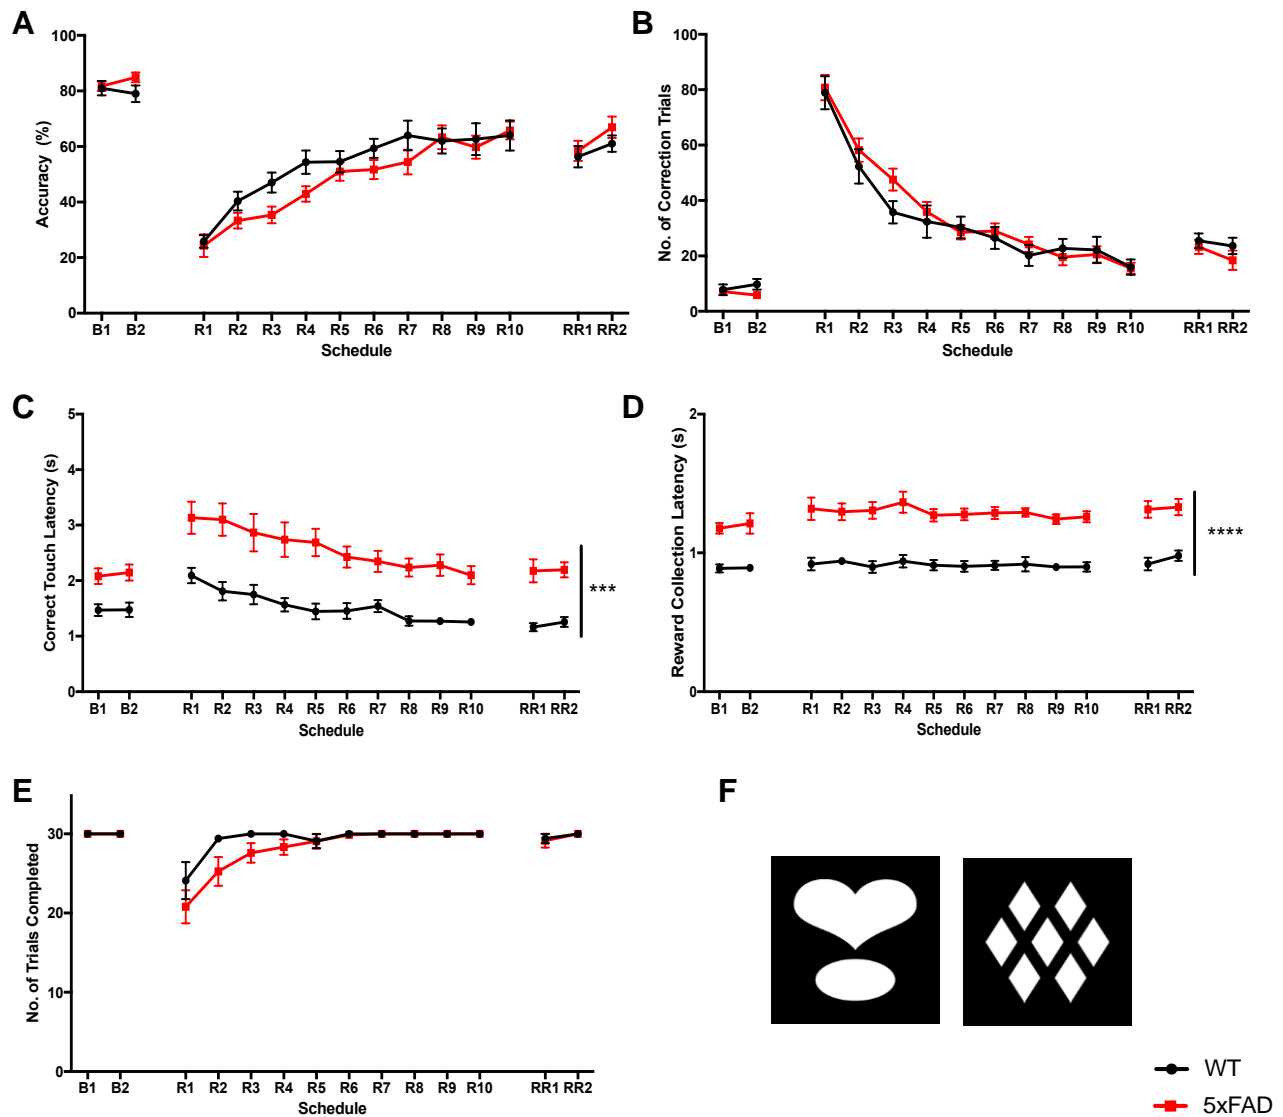 A
Accuracy (%)
100
80
60
40
20
0
B1 B2 R1 R2 R3 R4 R5 R6 R7 R8 R9 R10 RR1 RR2
Schedule
B
No. of Correction Trials
100
80
60
40
20
0
B1 B2 R1 R2 R3 R4 R5 R6 R7 R8 R9 R10 RR1 RR2
Schedule
C
Correct Touch Latency (s)
5
4
3
2
1
0
***
B1 B2 R1 R2 R3 R4 R5 R6 R7 R8 R9 R10 RR1 RR2
Schedule
D
Reward Collection Latency (s)
2
1
0
****
B1 B2 R1 R2 R3 R4 R5 R6 R7 R8 R9 R10 RR1 RR2
Schedule
E
No. of Trials Completed
30
20
10
0
B1 B2 R1 R2 R3 R4 R5 R6 R7 R8 R9 R10 RR1 RR2
Schedule
F
WT
5xFAD